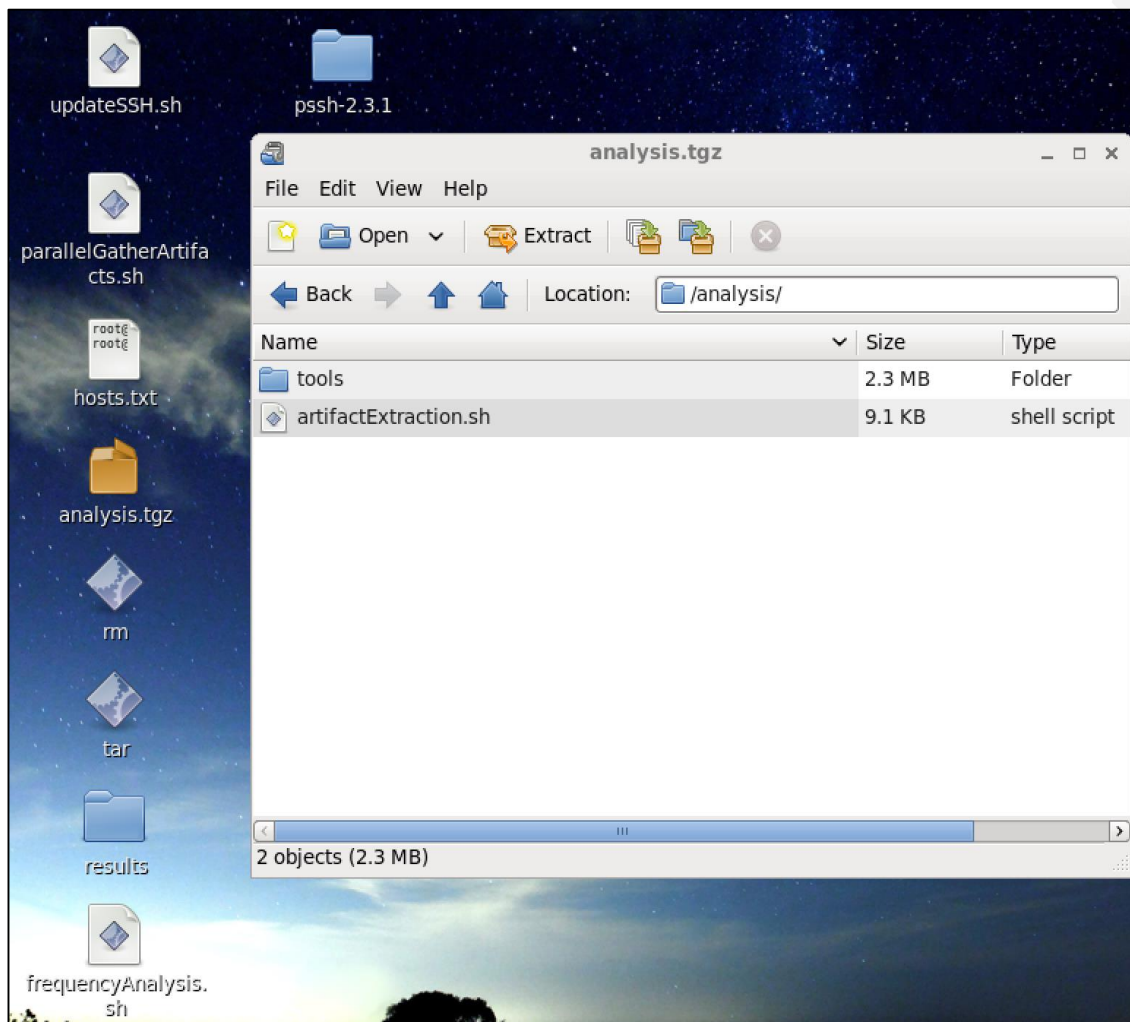 updateSSH.sh
pssh-2.3.1
parallelGatherArtifa
cts.sh
root@
root@
hosts.txt
analysis.tgz
rm
tar
results
frequencyAnalysis.
sh
analysis.tgz
File Edit View Help
Open Extract
Back Location: /analysis/
Name Size Type
tools 2.3 MB Folder
artifactExtraction.sh 9.1 KB shell script
2 objects (2.3 MB)